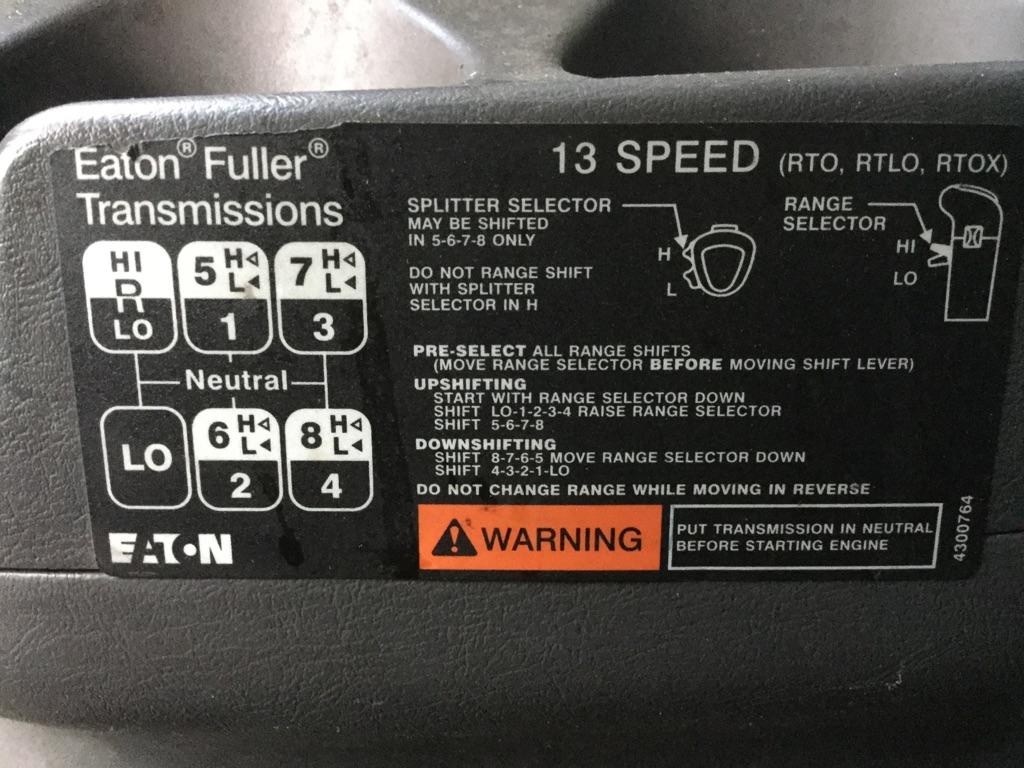 Eaton® Fuller®
Transmissions
HI
R
LO
5 H L
1
7 H L
3
Neutral
LO
6 H L
2
8 H L
4
EATON
13 SPEED (RTO, RTLO, RTOX)
SPLITTER SELECTOR
MAY BE SHIFTED
IN 5-6-7-8 ONLY
DO NOT RANGE SHIFT
WITH SPLITTER
SELECTOR IN H
H
L
RANGE
SELECTOR
HI
LO
PRE-SELECT ALL RANGE SHIFTS
(MOVE RANGE SELECTOR BEFORE MOVING SHIFT LEVER)
UPSHIFTING
START WITH RANGE SELECTOR DOWN
SHIFT LO-1-2-3-4 RAISE RANGE SELECTOR
SHIFT 5-6-7-8
DOWNSHIFTING
SHIFT 8-7-6-5 MOVE RANGE SELECTOR DOWN
SHIFT 4-3-2-1-LO
DO NOT CHANGE RANGE WHILE MOVING IN REVERSE
WARNING
PUT TRANSMISSION IN NEUTRAL
BEFORE STARTING ENGINE
4300764